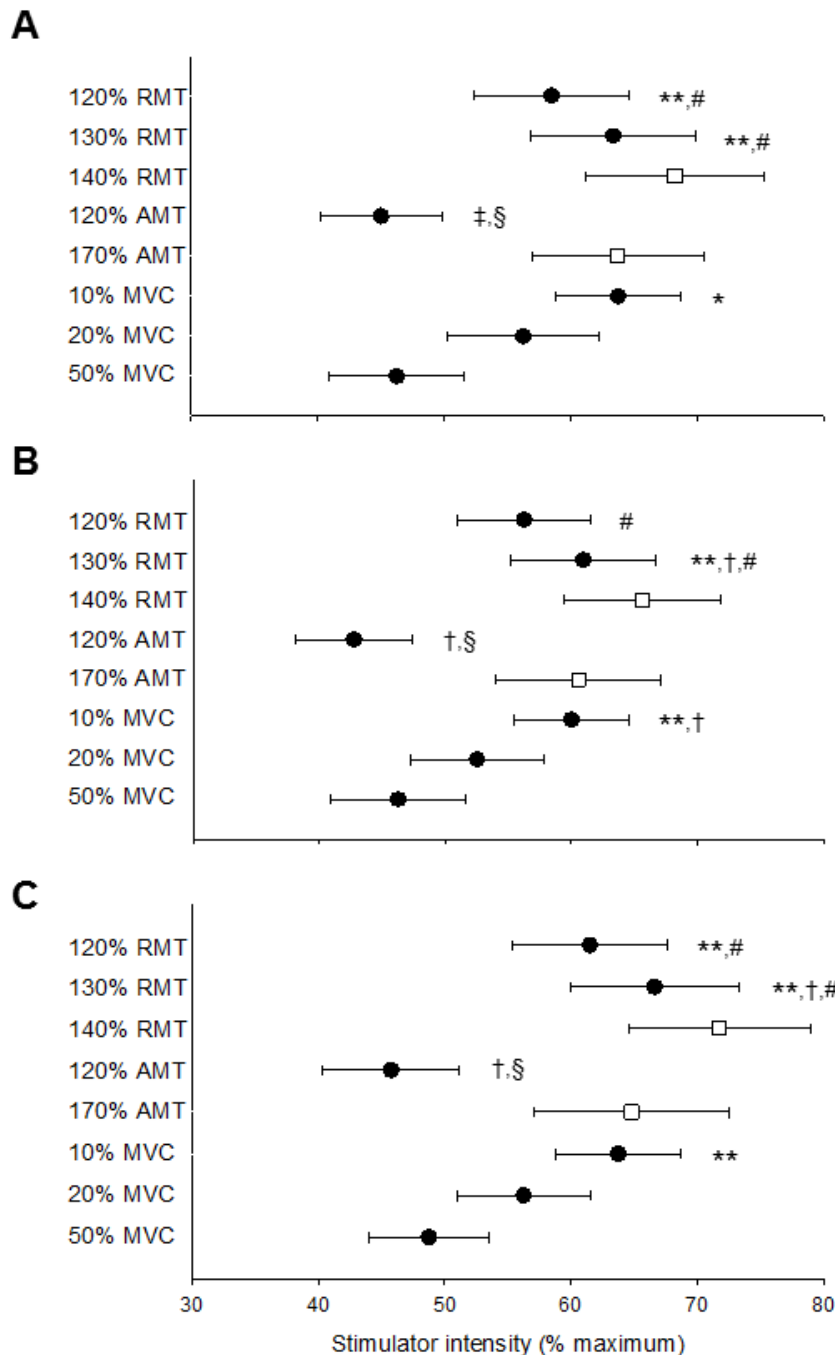 A
120% RMT
**,#
130% RMT
**,#
140% RMT
120% AMT
‡,§
170% AMT
10% MVC
*
20% MVC
50% MVC
B
120% RMT
#
130% RMT
**,†,#
140% RMT
120% AMT
†,§
170% AMT
10% MVC
**,†
20% MVC
50% MVC
C
120% RMT
**,#
130% RMT
**,†,#
140% RMT
120% AMT
†,§
170% AMT
10% MVC
**
20% MVC
50% MVC
30 40 50 60 70 80
Stimulator intensity (% maximum)